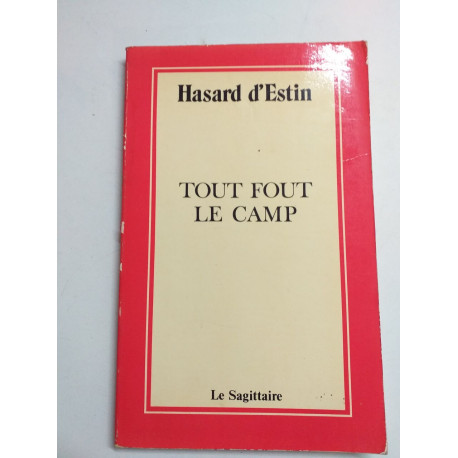 Hasard d'Estin
TOUT FOUT
LE CAMP
Le Sagittaire